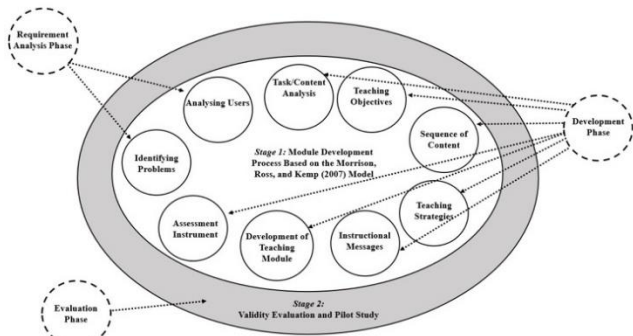 Requirement
Analysis Phase
Analysing Users
Task/Content
Analysis
Teaching
Objectives
Development
Phase
Sequence of
Content
Stage 1: Module Development
Process Based on the Morrison,
Ross, and Kemp (2007) Model
Identifying
Problems
Teaching
Strategies
Assessment
Instrument
Development of
Teaching
Module
Instructional
Messages
Evaluation
Phase
Stage 2:
Validity Evaluation and Pilot Study